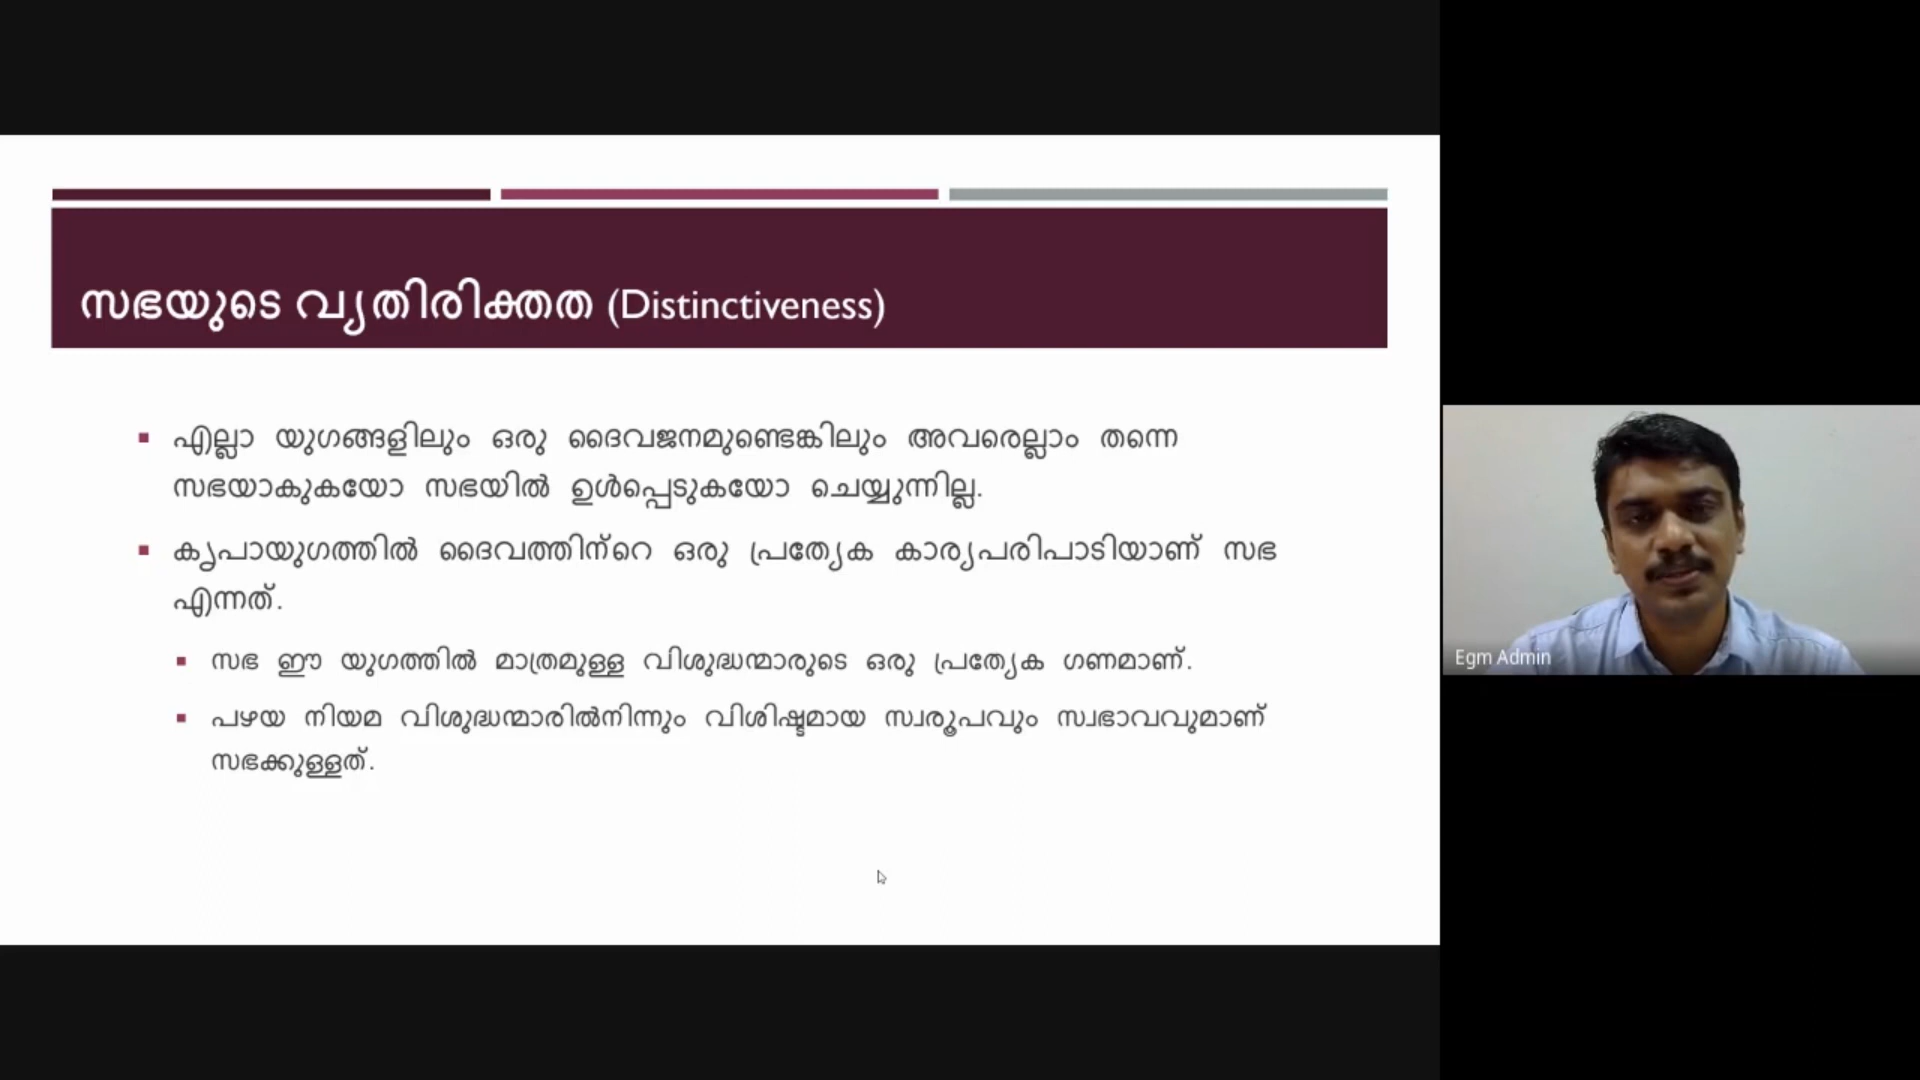 സഭയുടെ വ്യതിരിക്തത (Distinctiveness)
▪ എല്ലാ യുഗങ്ങളിലും ഒരു ദൈവജനമുണ്ടെങ്കിലും അവരെല്ലാം തന്നെ
സഭയാകുകയോ സഭയിൽ ഉൾപ്പെടുകയോ ചെയ്യുന്നില്ല.
▪ കൃപായുഗത്തിൽ ദൈവത്തിന്റെ ഒരു പ്രത്യേക കാര്യപരിപാടിയാണ് സഭ
എന്നത്.
▪ സഭ ഈ യുഗത്തിൽ മാത്രമുള്ള വിശുദ്ധന്മാരുടെ ഒരു പ്രത്യേക ഗണമാണ്.
▪ പഴയ നിയമ വിശുദ്ധന്മാരിൽനിന്നും വിശിഷ്ടമായ സ്വരൂപവും സ്വഭാവവുമാണ്
സഭക്കുള്ളത്.
Egm Admin